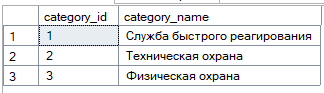 category_id category_name
1 1 Служба быстрого реагирования
2 2 Техническая охрана
3 3 Физическая охрана